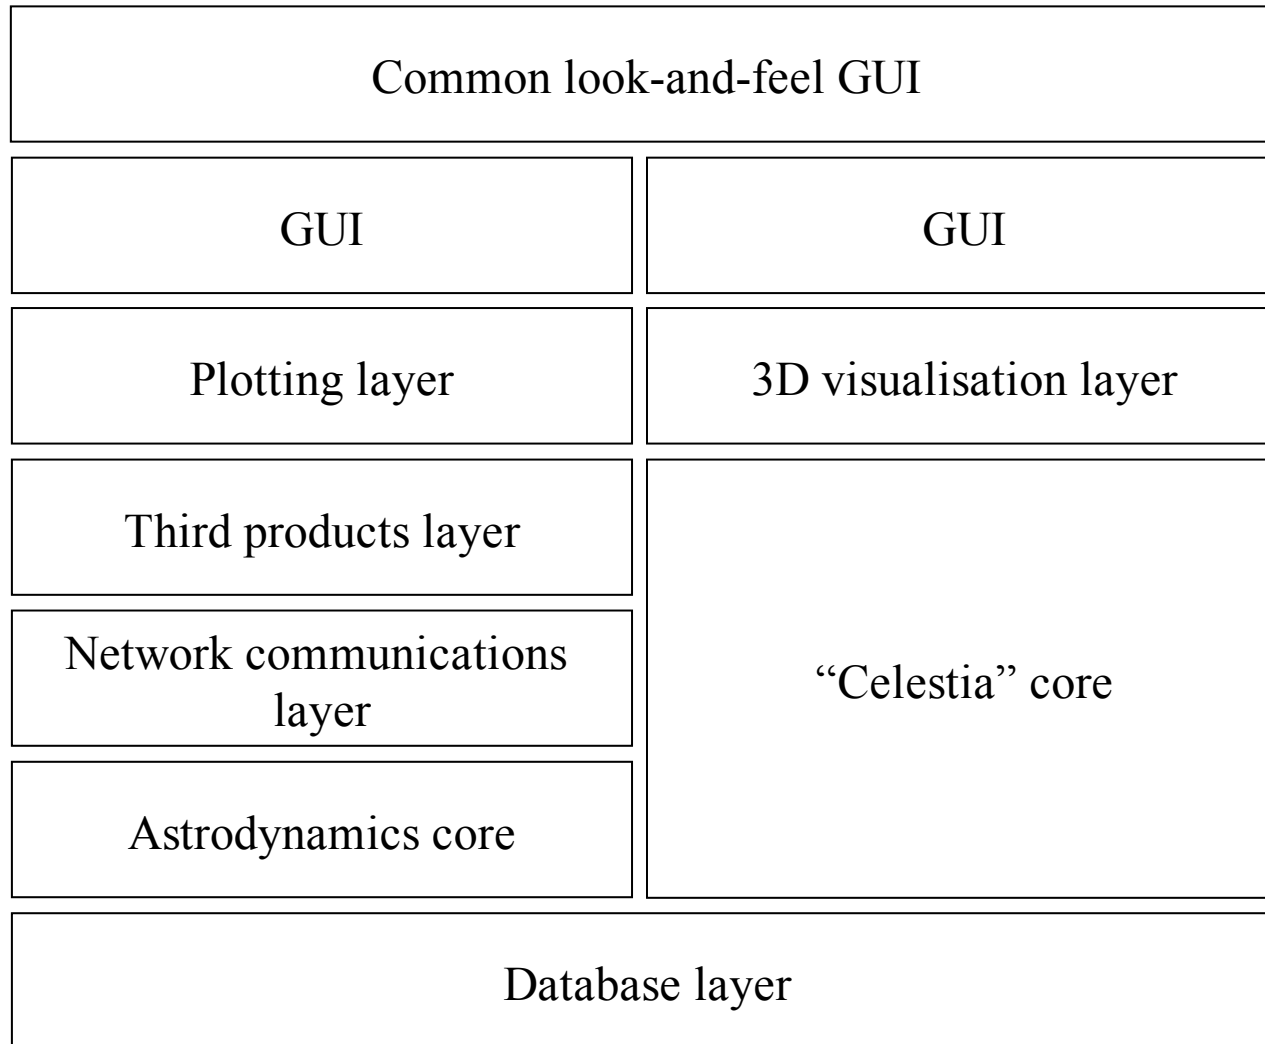 Common look-and-feel GUI
GUI
GUI
Plotting layer
3D visualisation layer
Third products layer
Network communications
layer
“Celestia” core
Astrodynamics core
Database layer